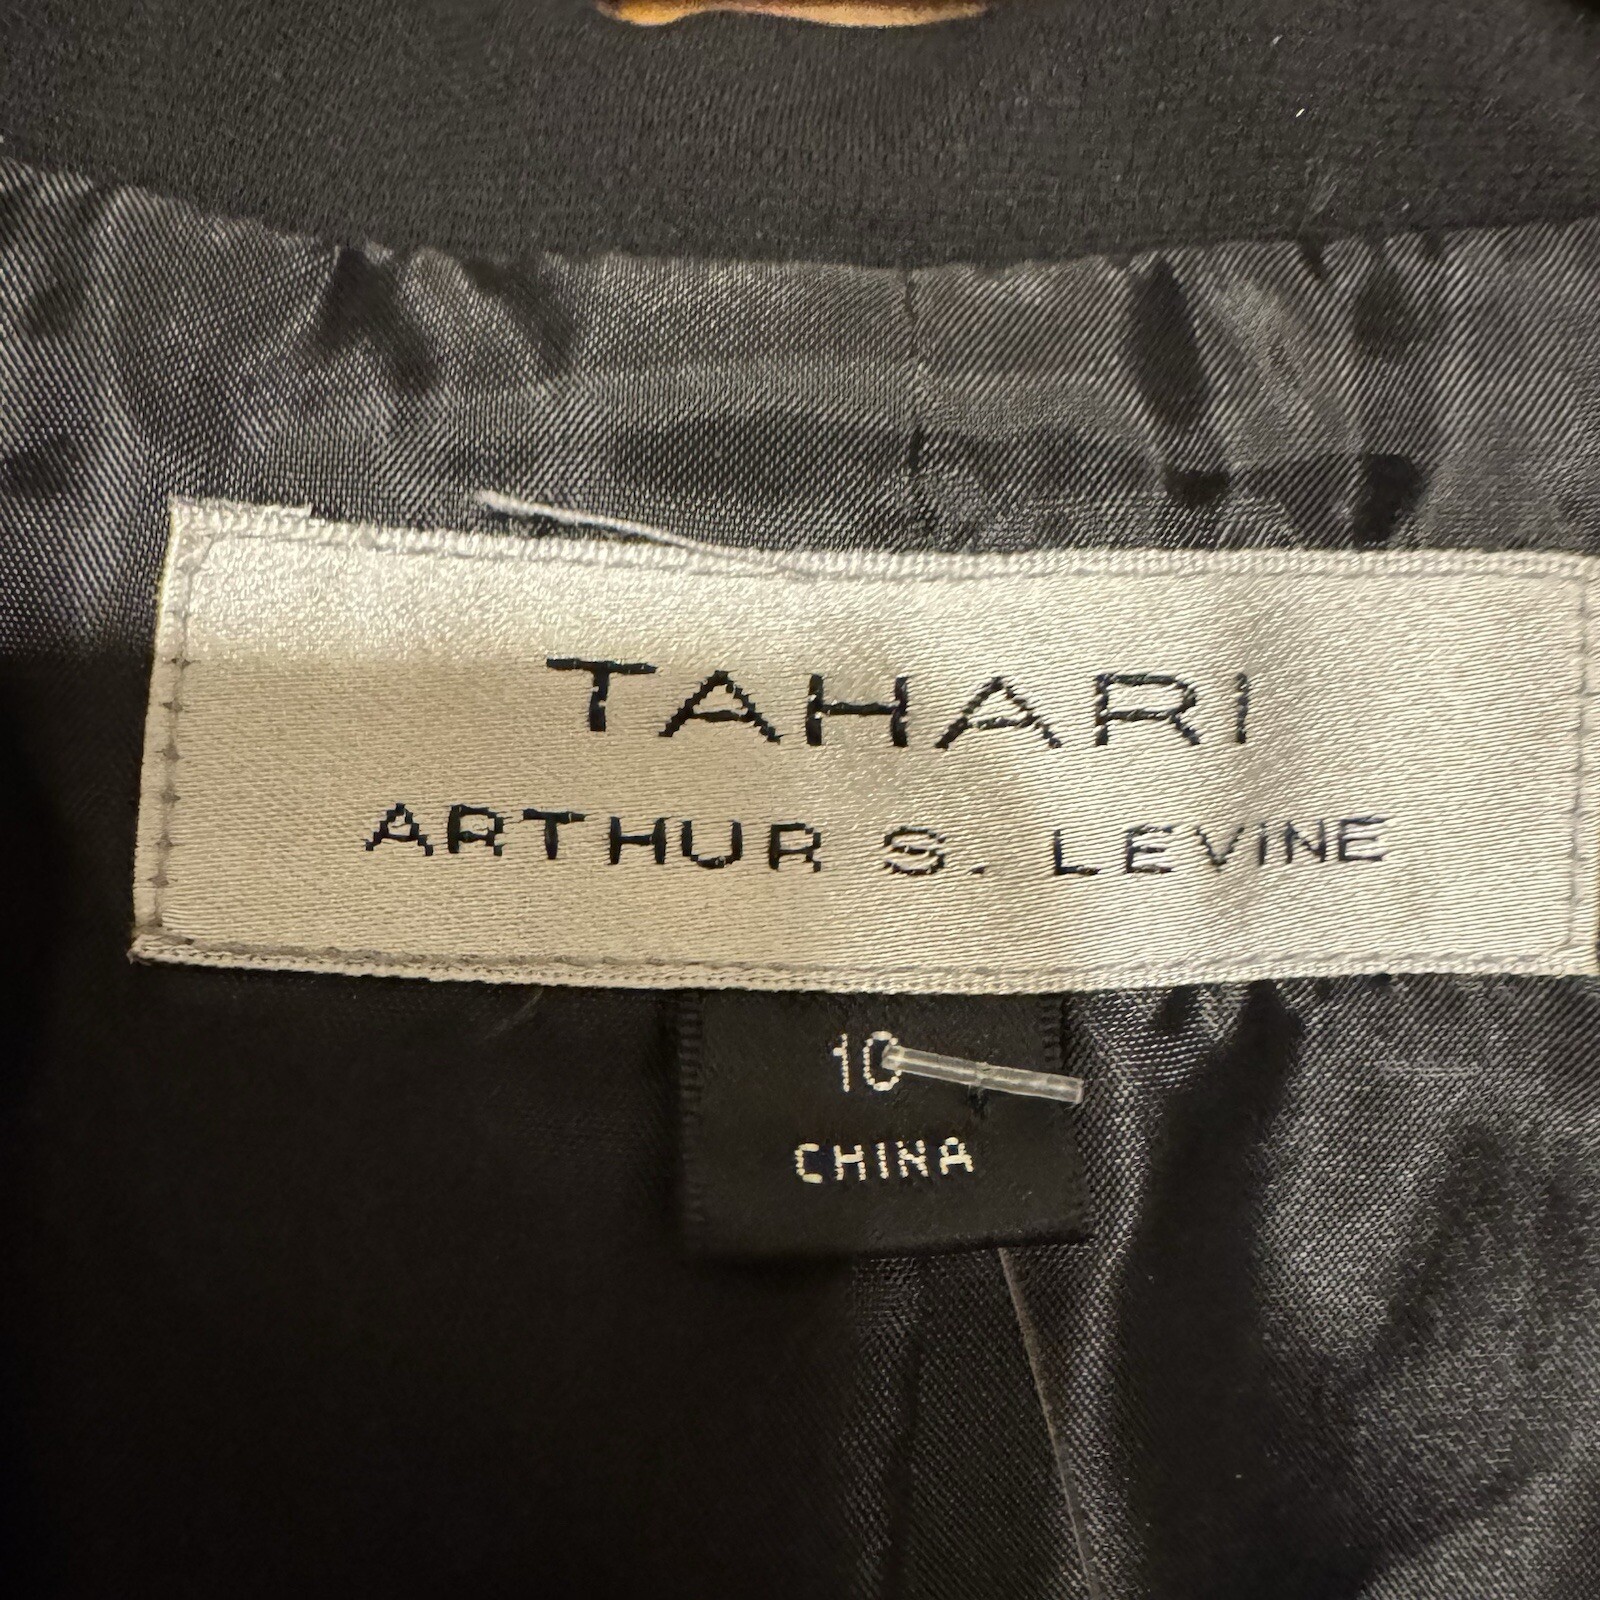 TAHARI
ARTHUR S. LEVINE
10
CHINA